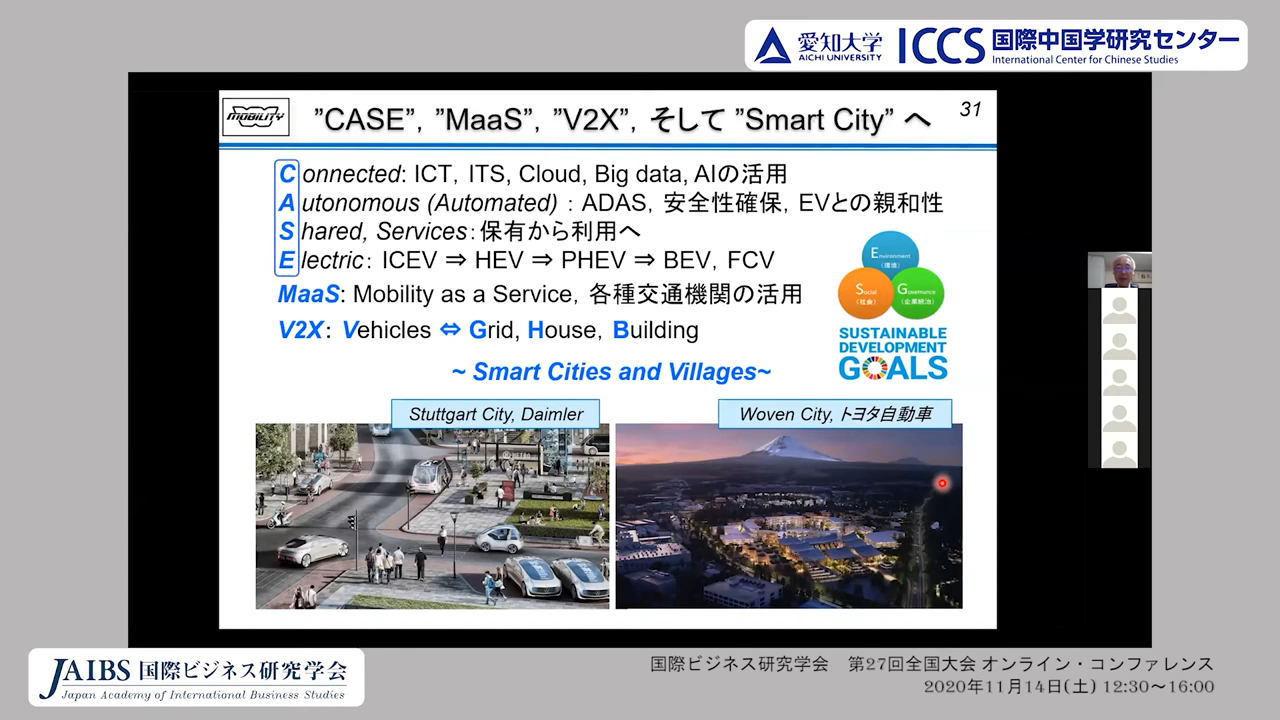 愛知大学
AICHI UNIVERSITY
ICCS 国際中国学研究センター
International Center for Chinese Studies
MOBILITY
”CASE”, ”MaaS”, ”V2X”, そして ”Smart City” へ
31
Connected: ICT, ITS, Cloud, Big data, AIの活用
Autonomous (Automated) : ADAS, 安全性確保, EVとの親和性
Shared, Services:保有から利用へ
Electric: ICEV ⇒ HEV ⇒ PHEV ⇒ BEV, FCV
MaaS: Mobility as a Service, 各種交通機関の活用
V2X: Vehicles ⇔ Grid, House, Building
~ Smart Cities and Villages~
Environment
(環境)
Social
(社会)
Governance
(企業統治)
SUSTAINABLE
DEVELOPMENT
GOALS
Stuttgart City, Daimler
Woven City, トヨタ自動車
JAIBS 国際ビジネス研究学会
Japan Academy of International Business Studies
国際ビジネス研究学会 第27回全国大会 オンライン・コンファレンス
2020年11月14日(土) 12:30～16:00